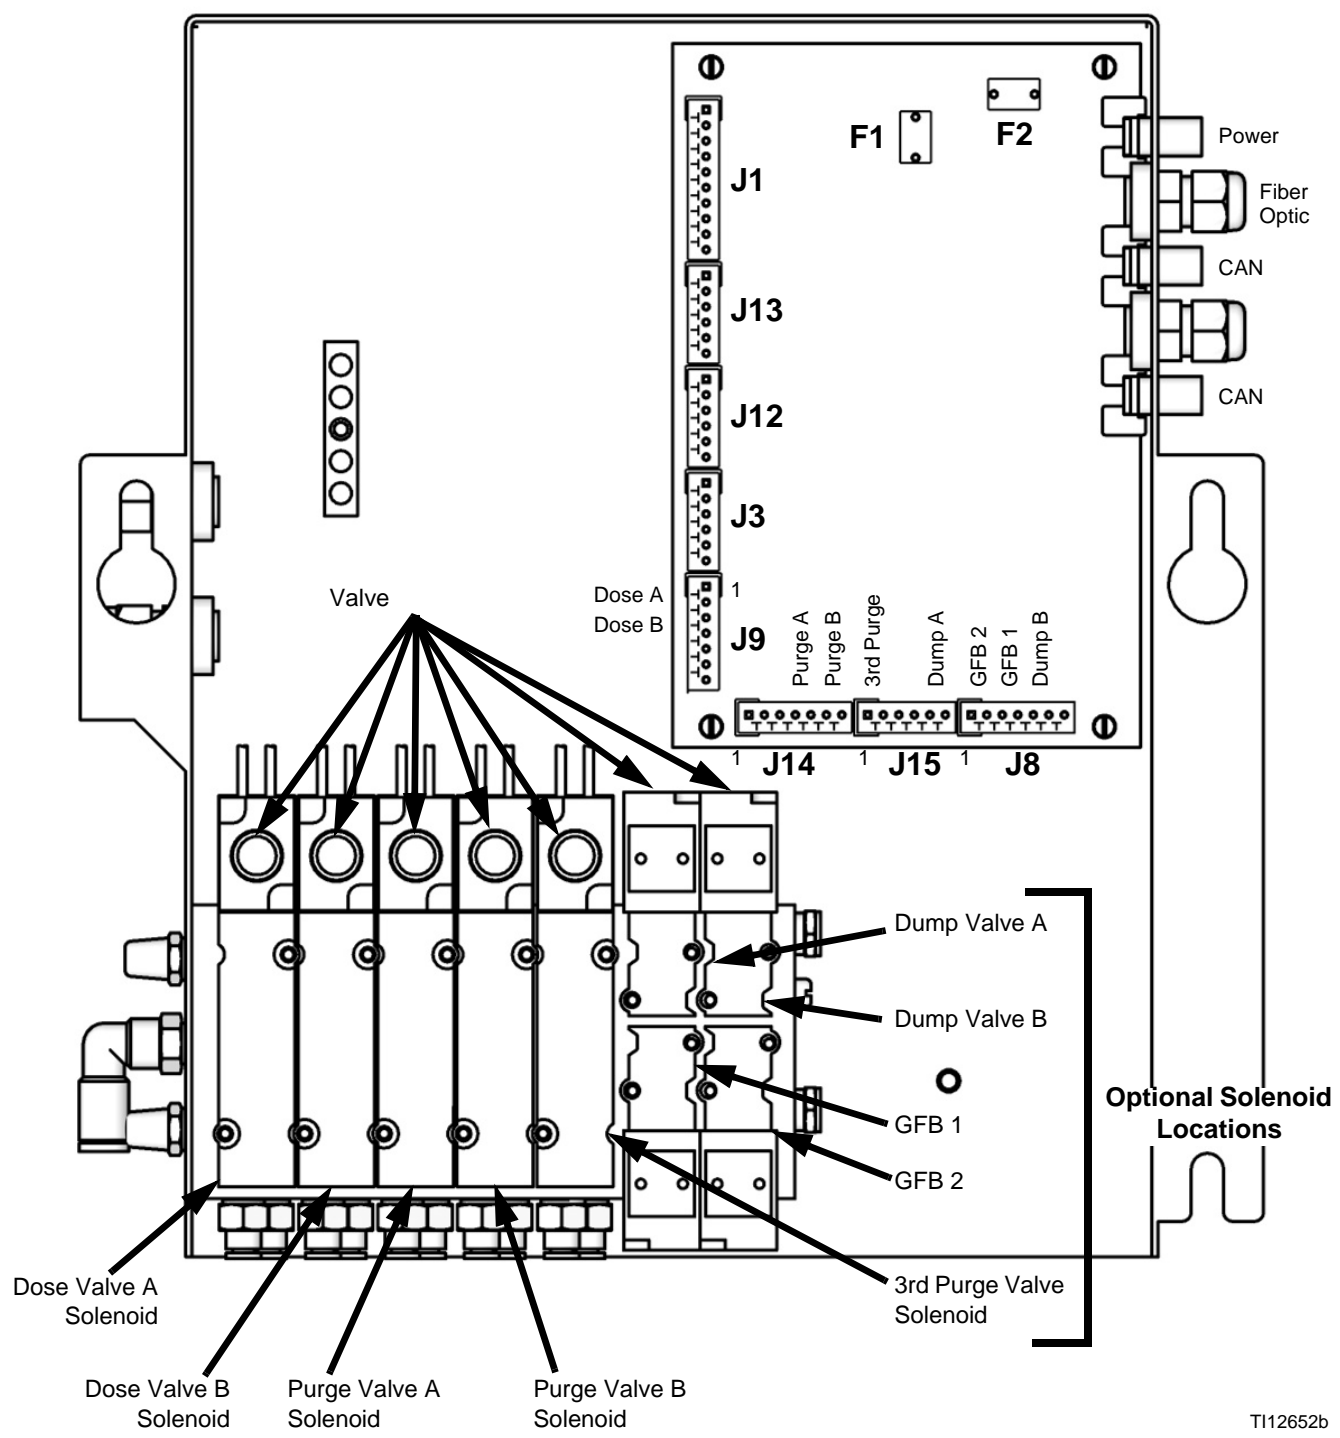 F1
F2
Power
J1
Fiber
Optic
CAN
J13
CAN
J12
J3
Valve
Dose A
1
Dose B
J9
Purge A
Purge B
3rd Purge
Dump A
GFB 2
GFB 1
Dump B
1
J14
1
J15
1
J8
Dump Valve A
Dump Valve B
Optional Solenoid
Locations
GFB 1
GFB 2
Dose Valve A
Solenoid
3rd Purge Valve
Solenoid
Dose Valve B
Solenoid
Purge Valve A
Solenoid
Purge Valve B
Solenoid
TI12652b